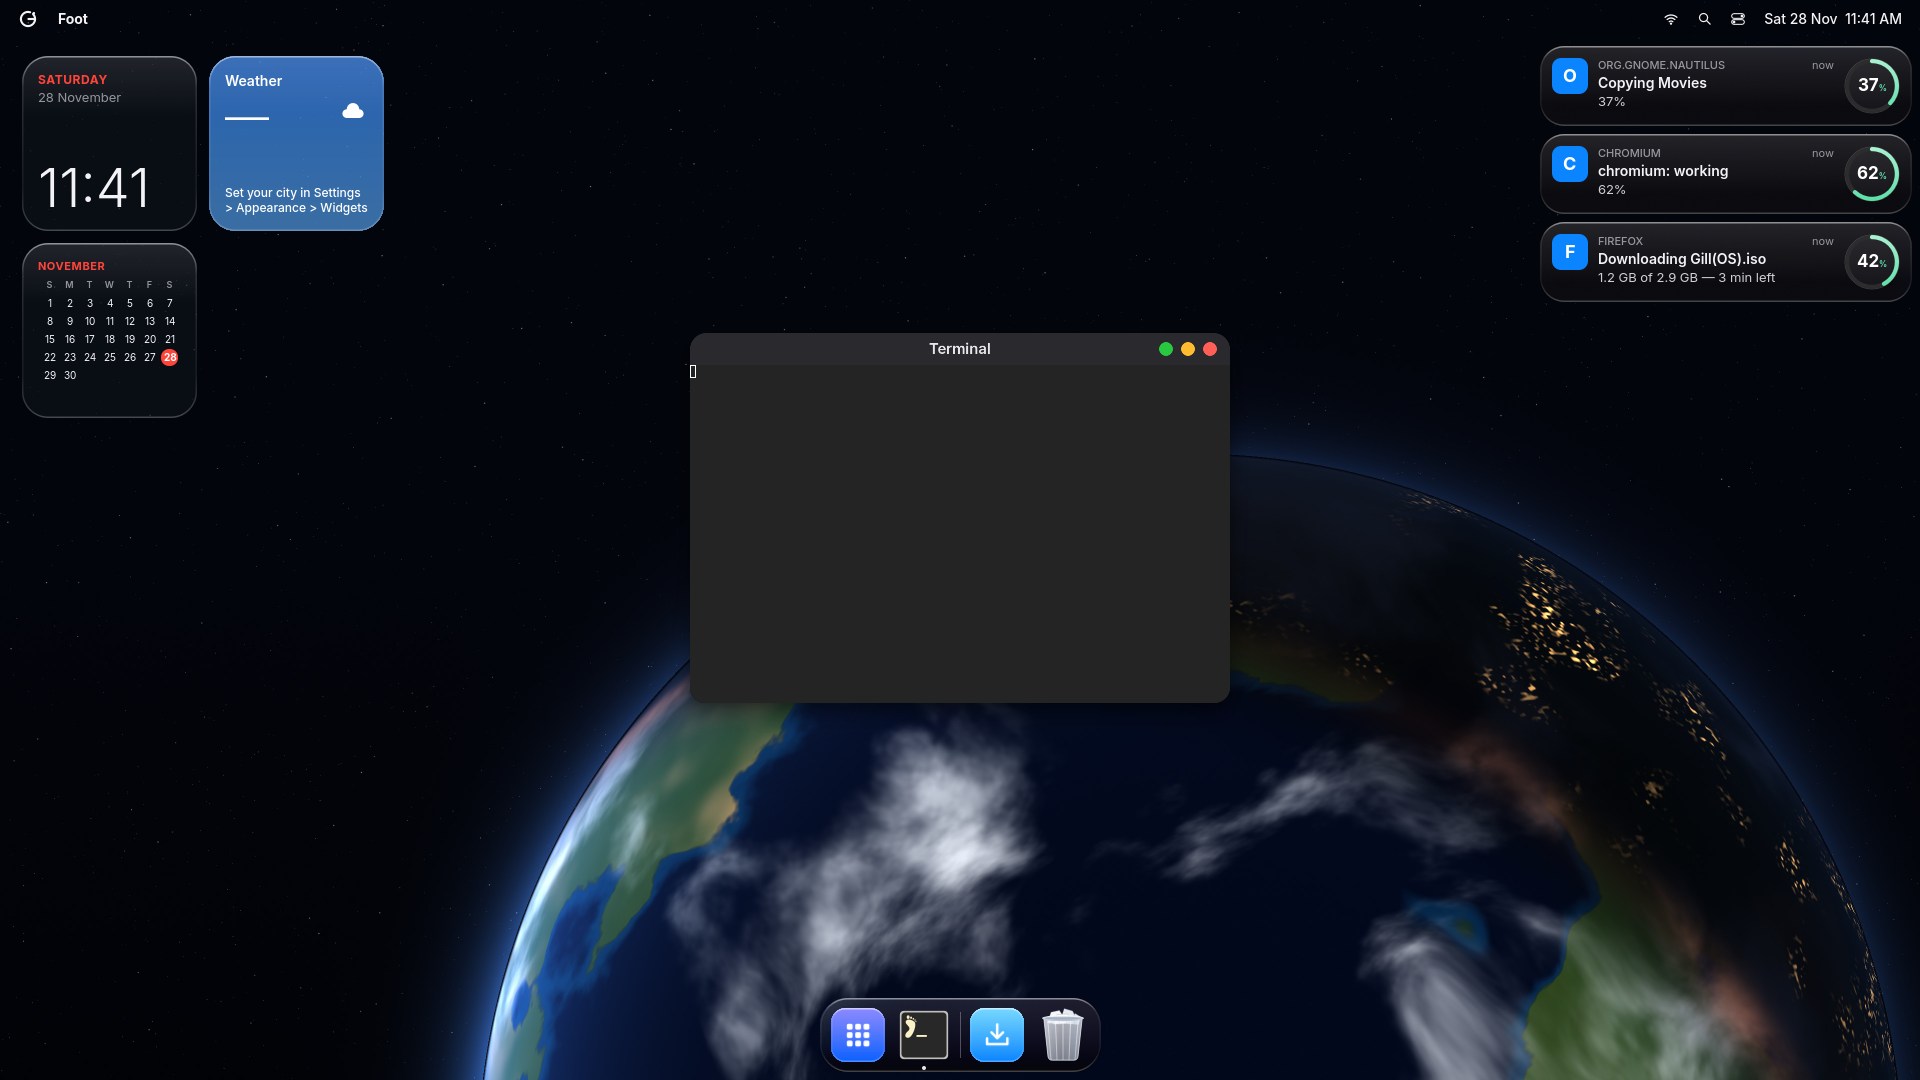 Foot
Sat 28 Nov 11:41 AM
SATURDAY
28 November
11:41
Weather
Set your city in Settings
> Appearance > Widgets
NOVEMBER
S M T W T F S
1 2 3 4 5 6 7
8 9 10 11 12 13 14
15 16 17 18 19 20 21
22 23 24 25 26 27 28
29 30
O
ORG.GNOME.NAUTILUS
now
Copying Movies
37%
37%
C
CHROMIUM
now
chromium: working
62%
62%
F
FIREFOX
now
Downloading Gill(OS).iso
1.2 GB of 2.9 GB — 3 min left
42%
Terminal